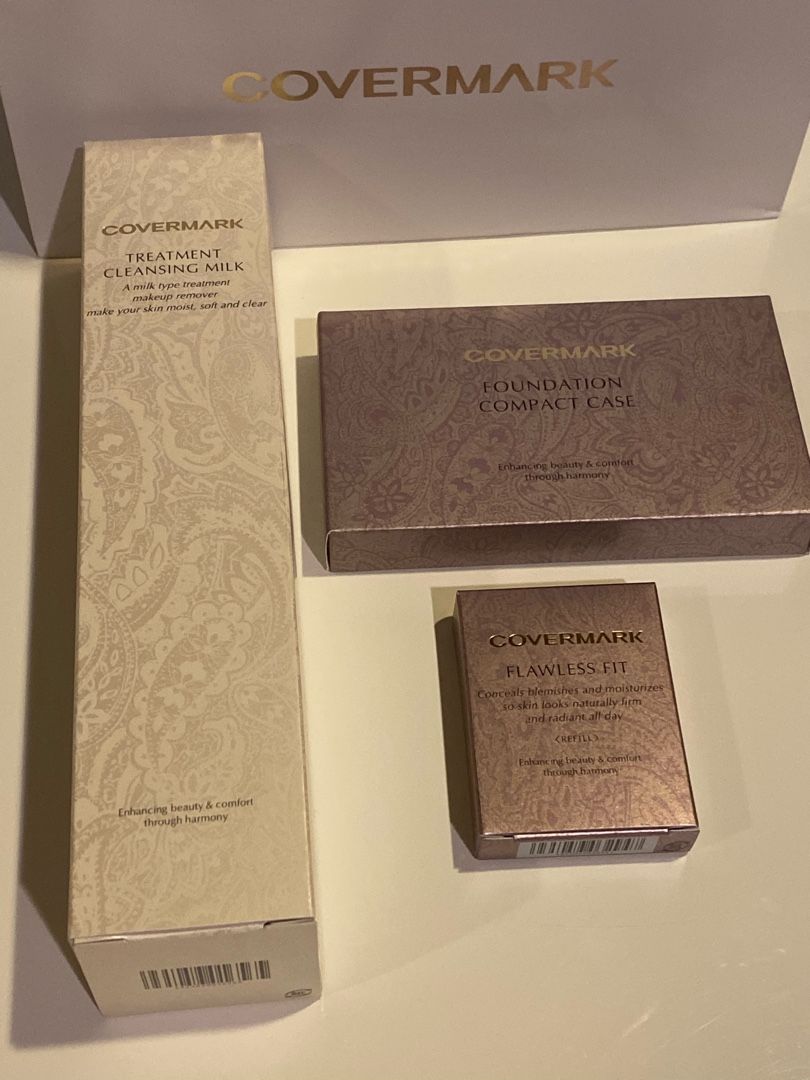 COVERMARK
COVERMARK
TREATMENT
CLEANSING MILK
A milk type treatment
makeup remover
make your skin moist, soft and clear
Enhancing beauty & comfort
through harmony
COVERMARK
FOUNDATION
COMPACT CASE
Enhancing beauty & comfort
through harmony
COVERMARK
FLAWLESS FIT
Conceals blemishes and moisturizes
so skin looks naturally firm
and radiant all day
<REFILL>
Enhancing beauty & comfort
through harmony